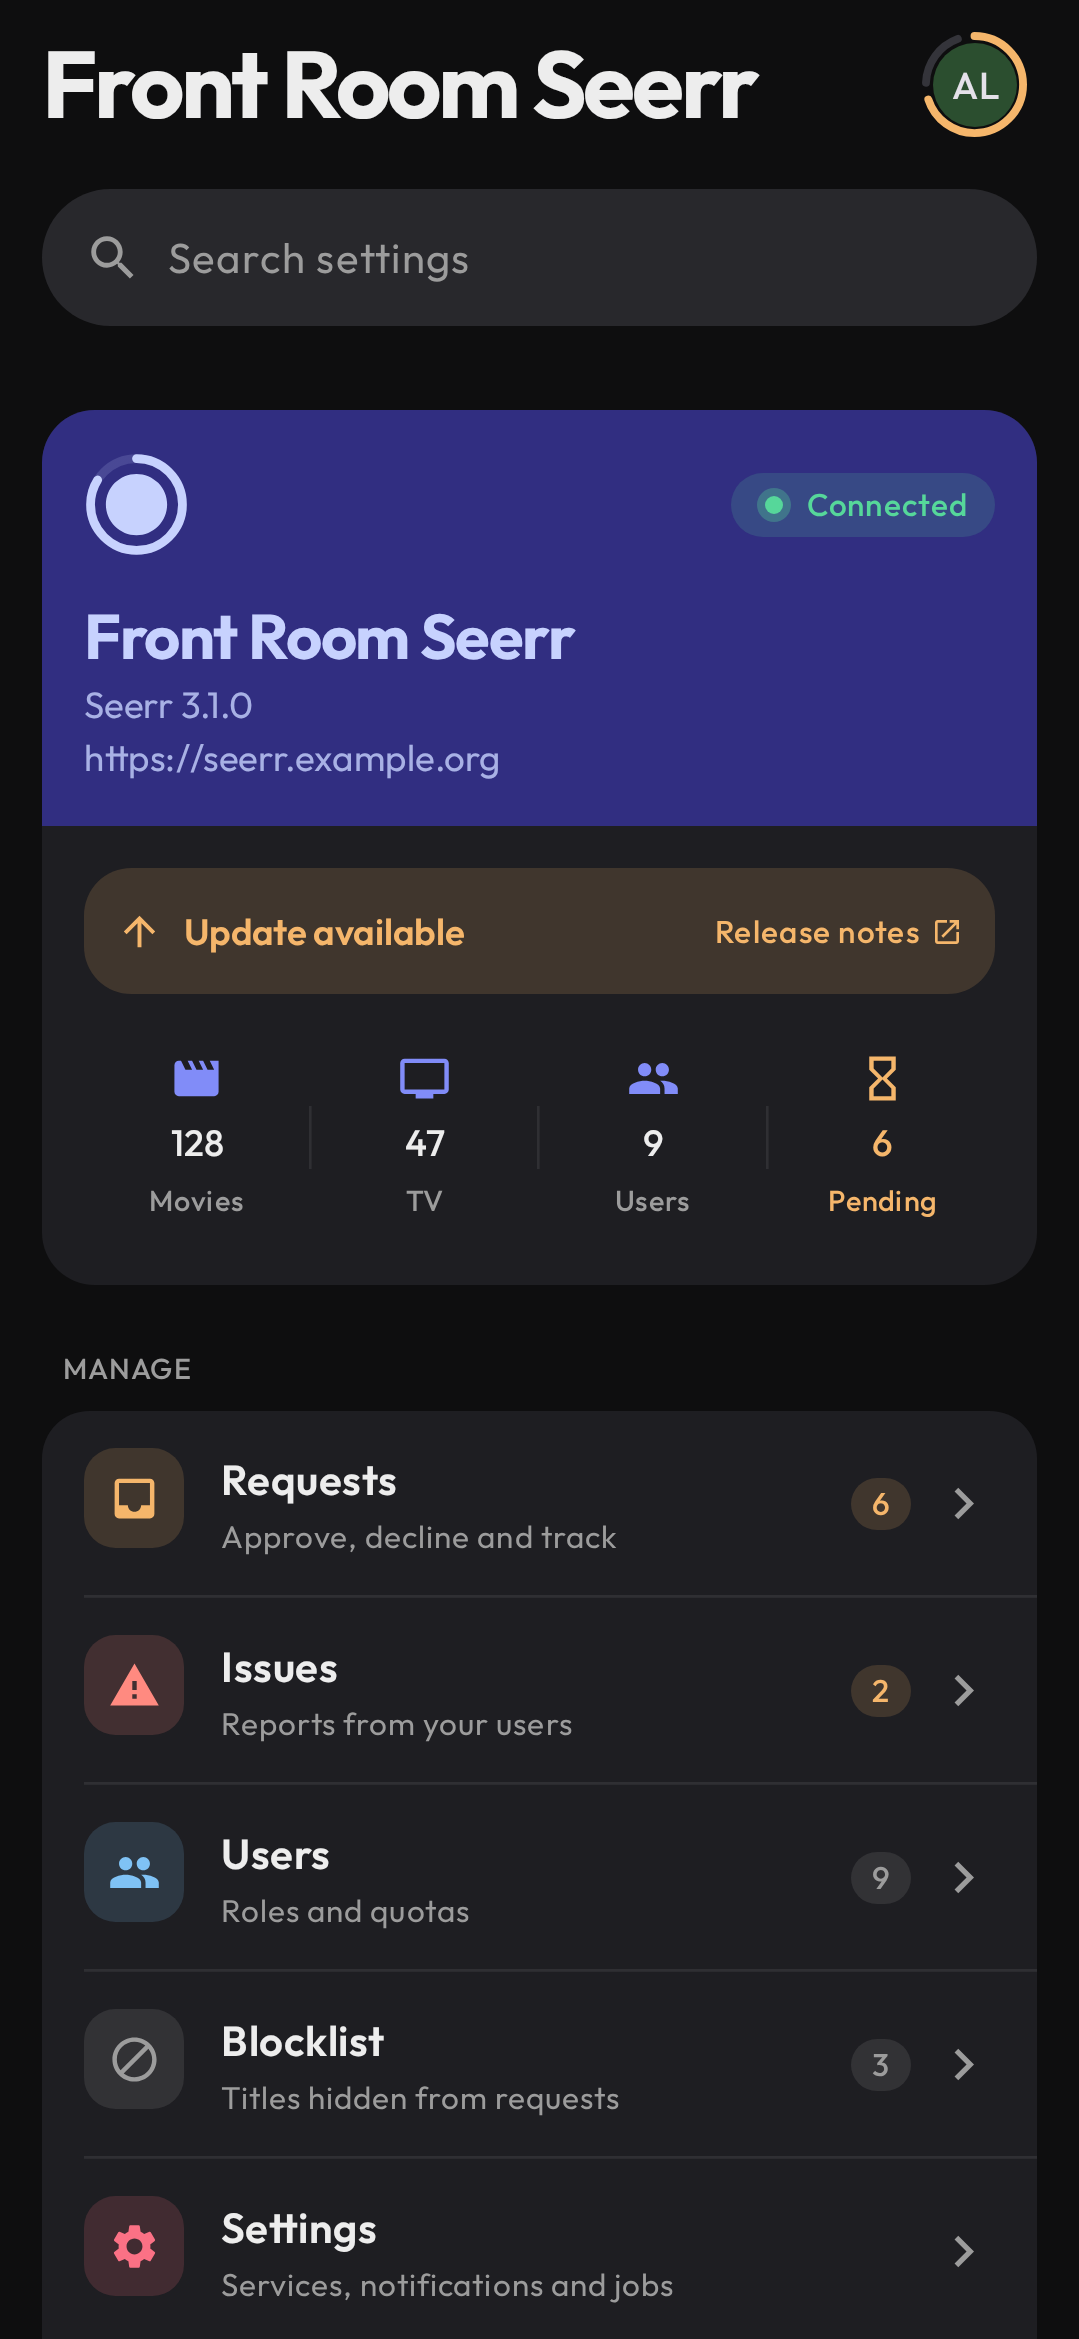 Front Room Seerr
AL
Search settings
Connected
Front Room Seerr
Seerr 3.1.0
https://seerr.example.org
Update available
Release notes
128
47
9
6
Movies
TV
Users
Pending
MANAGE
Requests
Approve, decline and track
6
Issues
Reports from your users
2
Users
Roles and quotas
9
Blocklist
Titles hidden from requests
3
Settings
Services, notifications and jobs